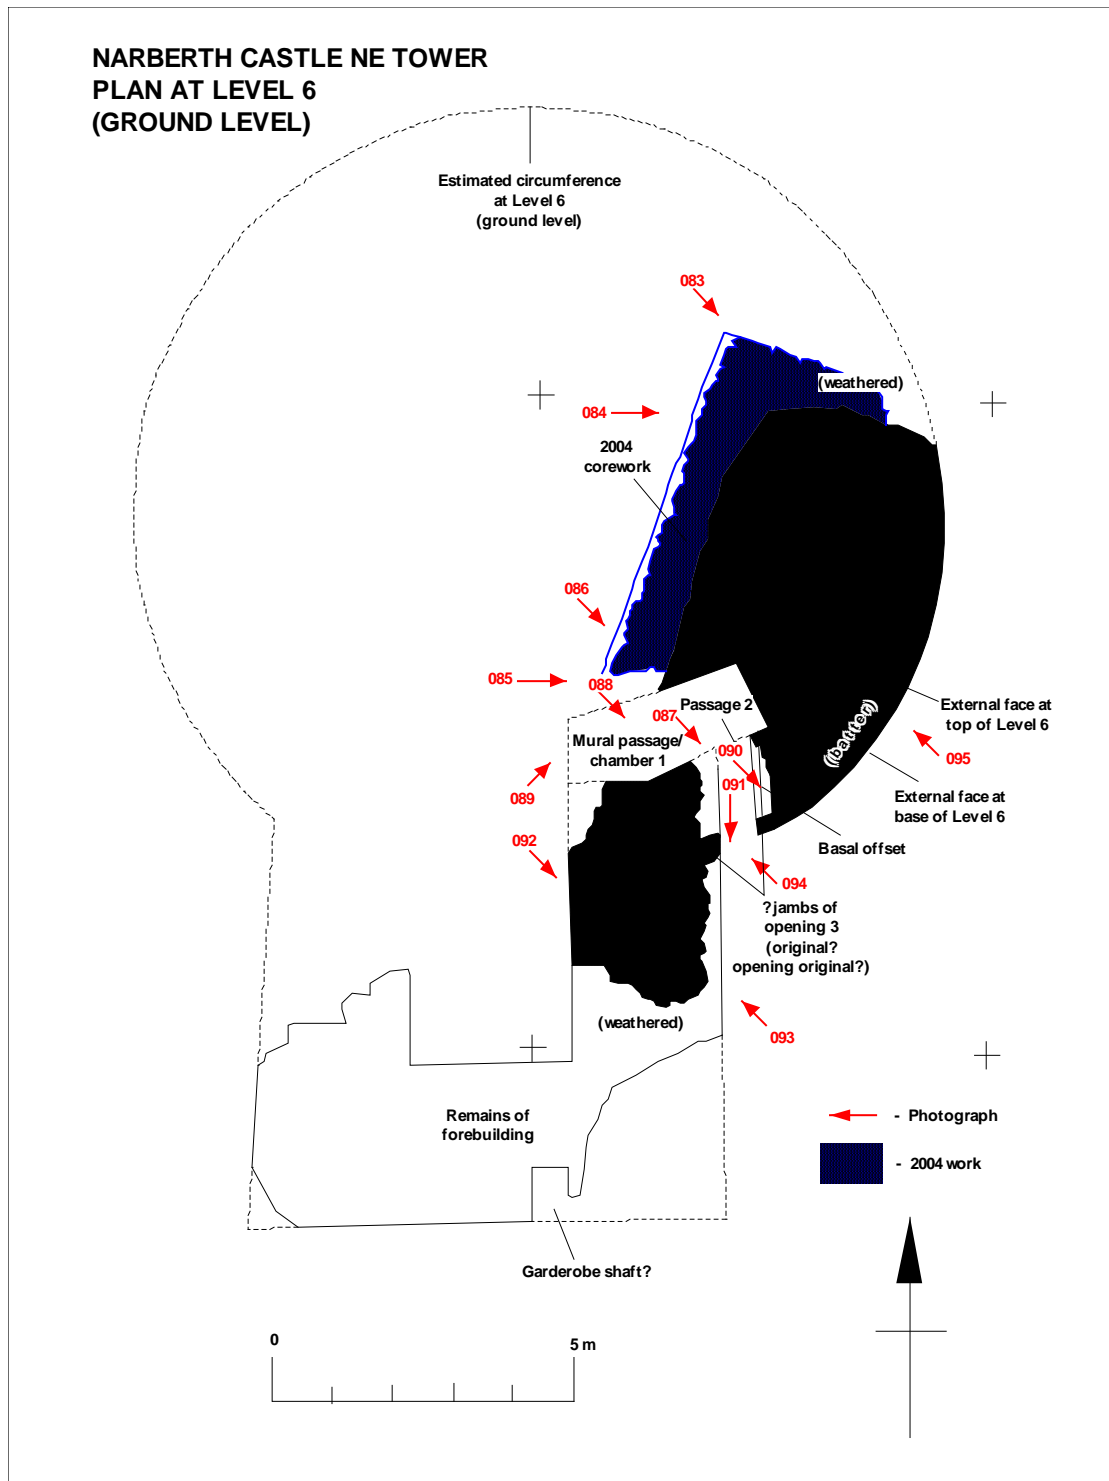 NARBERTH CASTLE NE TOWER
PLAN AT LEVEL 6
(GROUND LEVEL)
Estimated circumference
at Level 6
(ground level)
083
(weathered)
084
2004
corework
086
085
088
087
Passage 2
External face at
top of Level 6
Mural passage/
chamber 1
090
(batter)
095
091
089
External face at
base of Level 6
092
Basal offset
094
?jambs of
opening 3
(original?
opening original?)
(weathered)
093
Remains of
forebuilding
- Photograph
- 2004 work
Garderobe shaft?
0
5 m